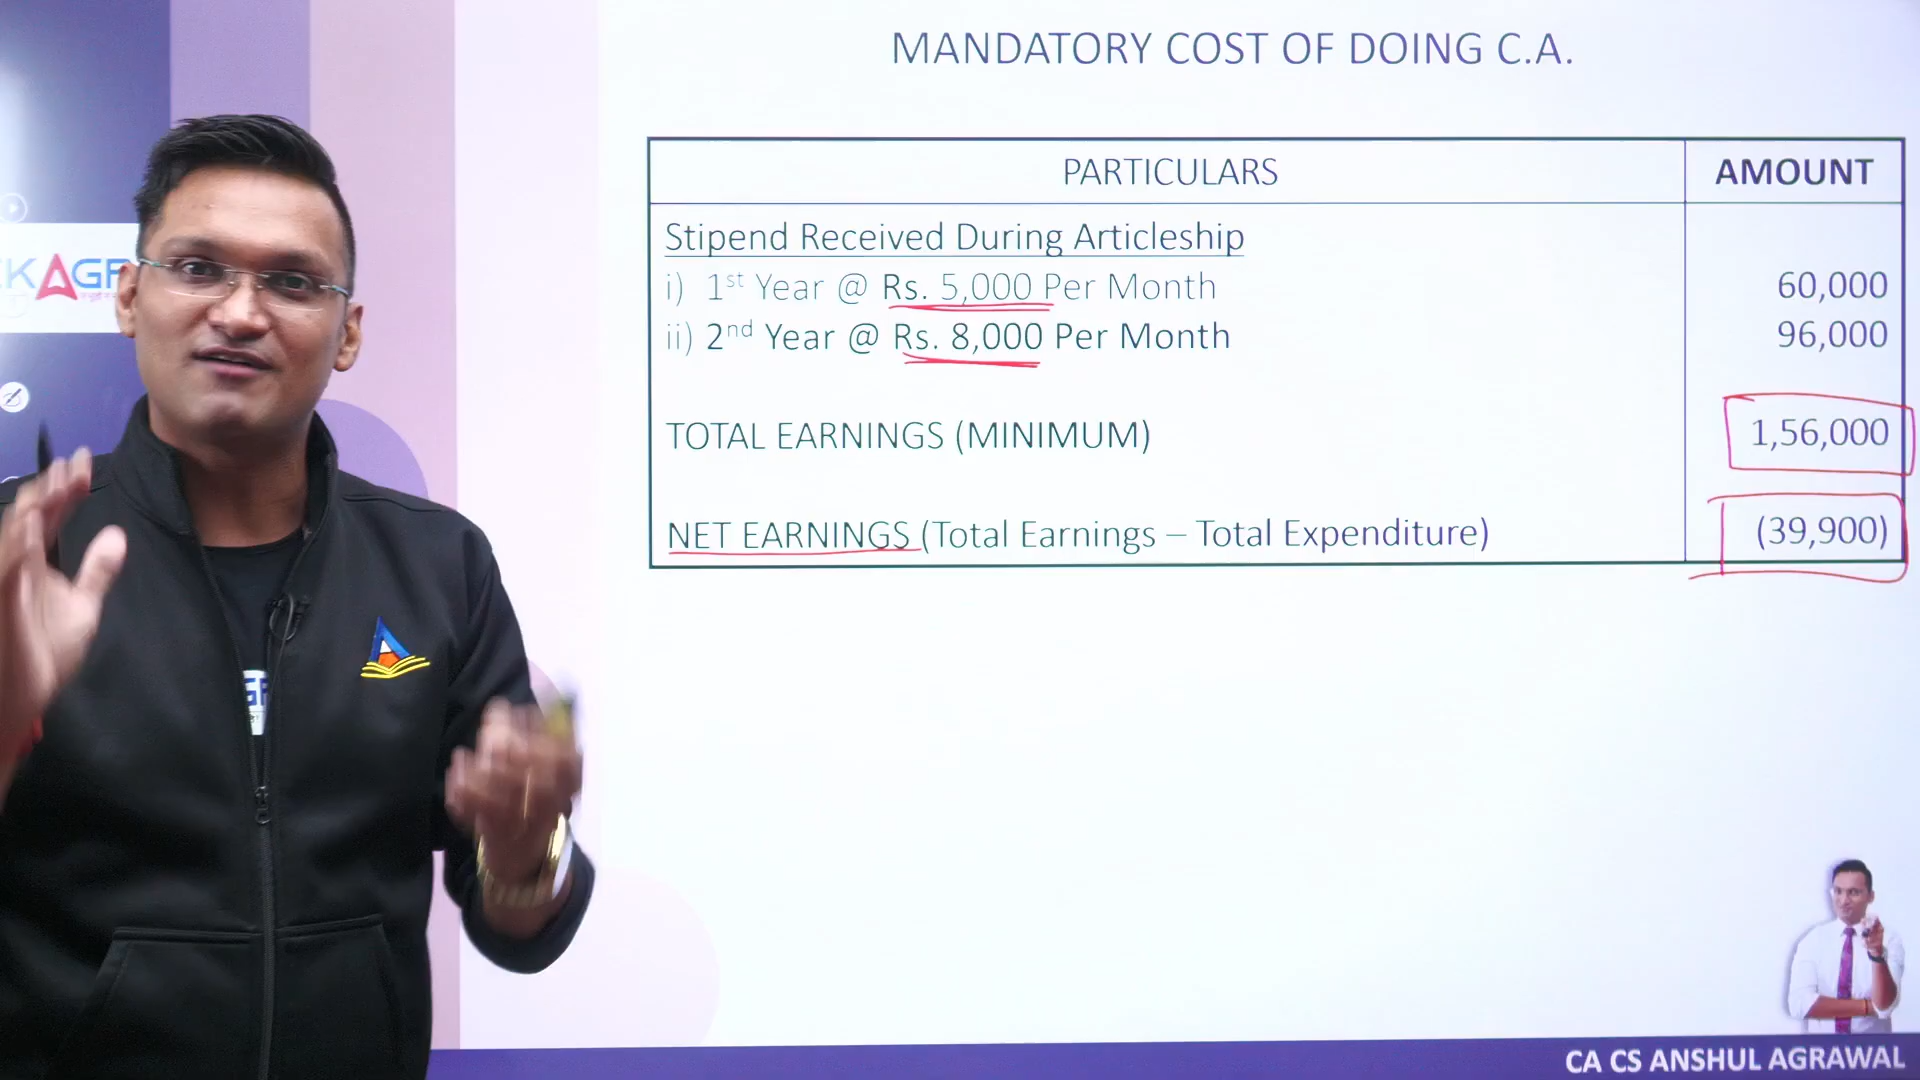 MANDATORY COST OF DOING C.A.
PARTICULARS AMOUNT
Stipend Received During Articleship
i) 1st Year @ Rs. 5,000 Per Month 60,000
ii) 2nd Year @ Rs. 8,000 Per Month 96,000
TOTAL EARNINGS (MINIMUM) 1,56,000
NET EARNINGS (Total Earnings – Total Expenditure) (39,900)
CA CS ANSHUL AGRAWAL